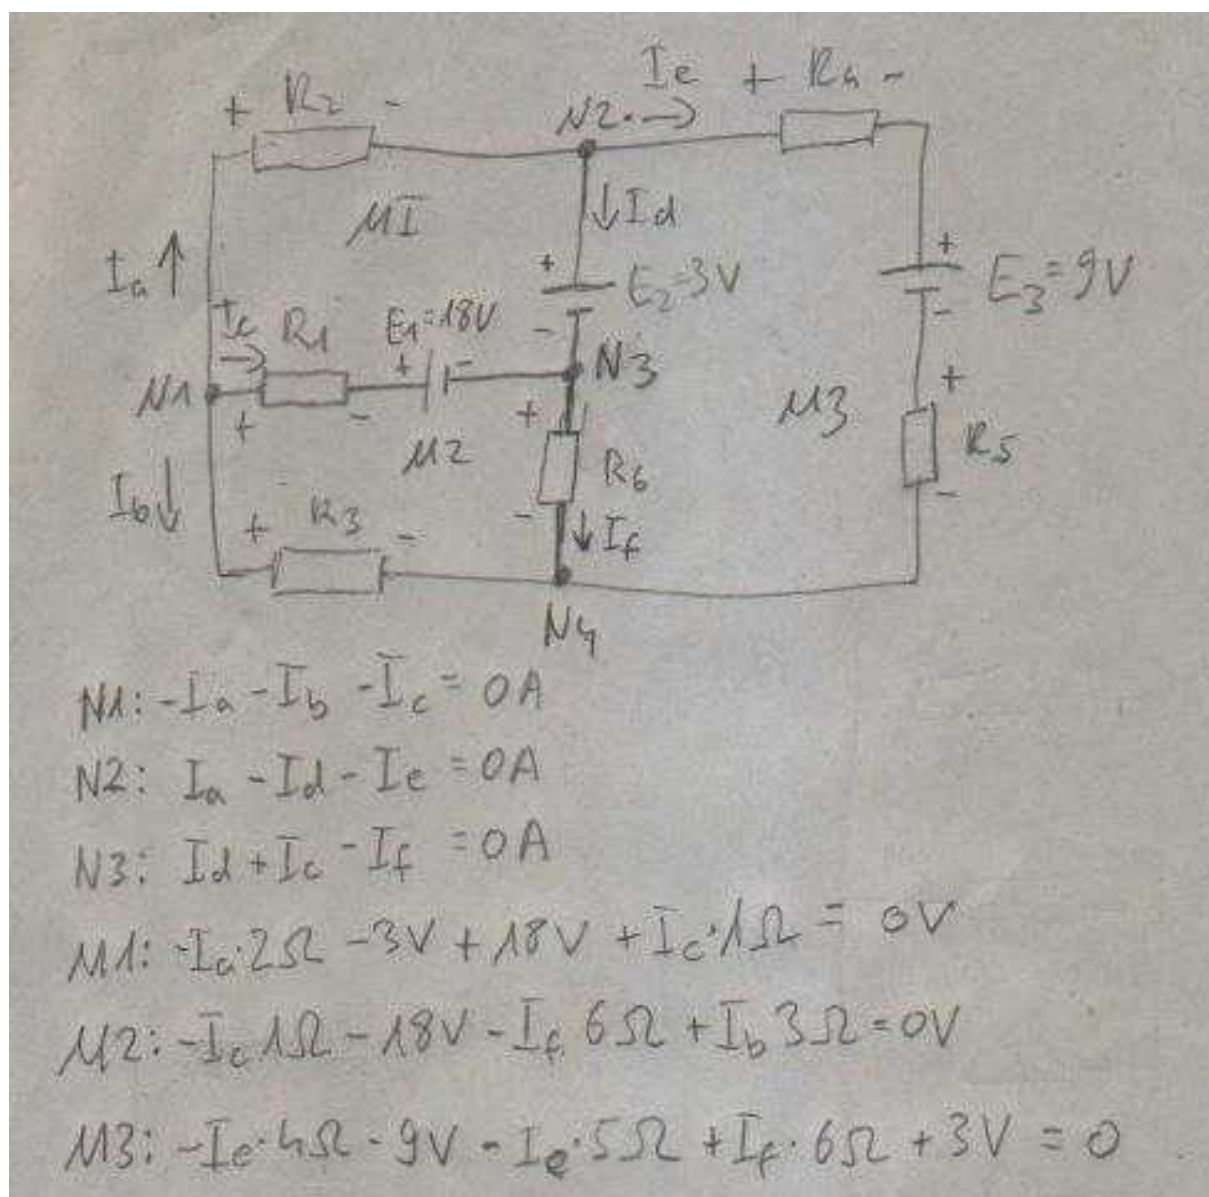 Ie + R4 -
+ R2 - N2
MI
Ia
Id
+ E2=3V
-
+ E3=9V
-
Ic R1 E1=18V
+ -
N1
+ -
N3
M2
M3
+ R6 -
+ R5 -
Ib
+ R3 -
If
N4
N1: -Ia - Ib - Ic = 0A
N2: Ia - Id - Ie = 0A
N3: Id + Ic - If = 0A
M1: -Ia·2Ω - 3V + 18V + Ic·1Ω = 0V
M2: -Ic 1Ω - 18V - If 6Ω + Ib 3Ω = 0V
M3: -Ie·4Ω - 9V - Ie·5Ω + If·6Ω + 3V = 0